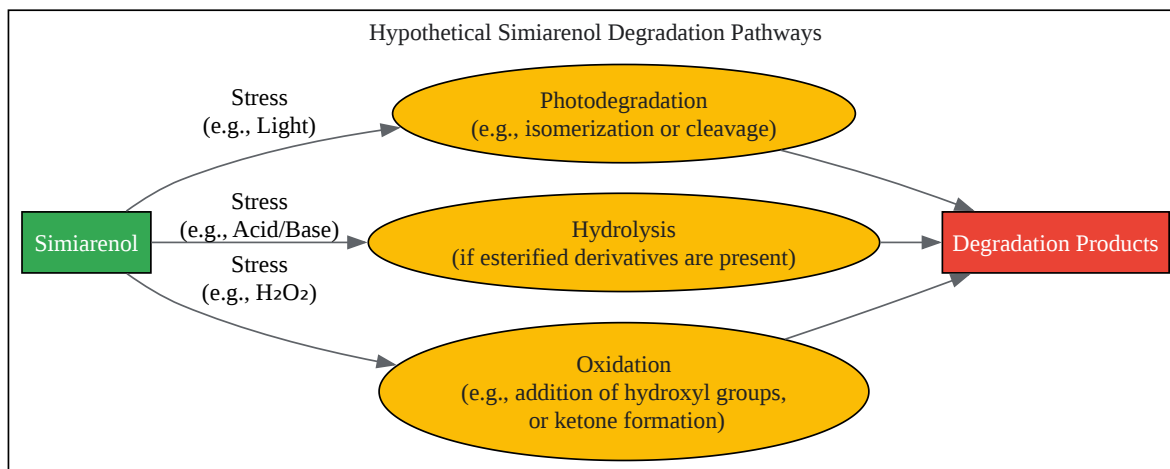 Hypothetical Simiarenol Degradation Pathways
Stress
(e.g., Light)
Photodegradation
(e.g., isomerization or cleavage)
Simiarenol
Stress
(e.g., Acid/Base)
Hydrolysis
(if esterified derivatives are present)
Degradation Products
Stress
(e.g., H₂O₂)
Oxidation
(e.g., addition of hydroxyl groups,
or ketone formation)